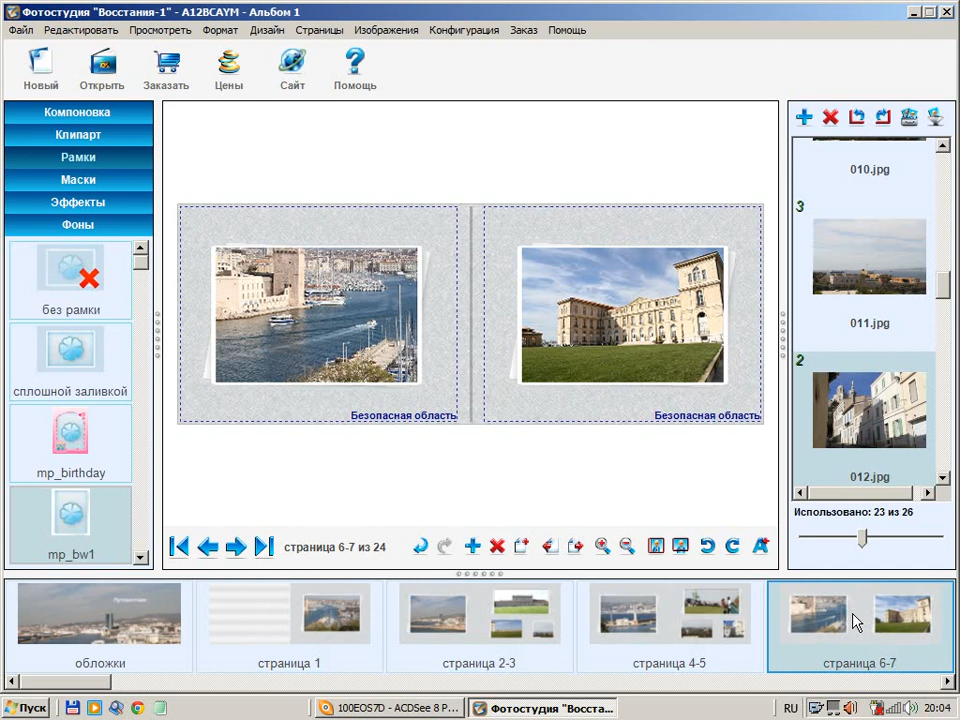 Фотостудия "Восстания-1" - A12BCAYM - Альбом 1
Файл Редактировать Просмотреть Формат Дизайн Страницы Изображения Конфигурация Заказ Помощь
Новый Открыть Заказать Цены Сайт Помощь
Компоновка
Клипарт
Рамки
Маски
Эффекты
Фоны
без рамки
сплошной заливкой
mp_birthday
mp_bw1
Безопасная область Безопасная область
страница 6-7 из 24
010.jpg
3
011.jpg
2
012.jpg
Использовано: 23 из 26
обложки страница 1 страница 2-3 страница 4-5 страница 6-7
Пуск 100EOS7D - ACDSee 8 P... Фотостудия "Восста... RU 20:04